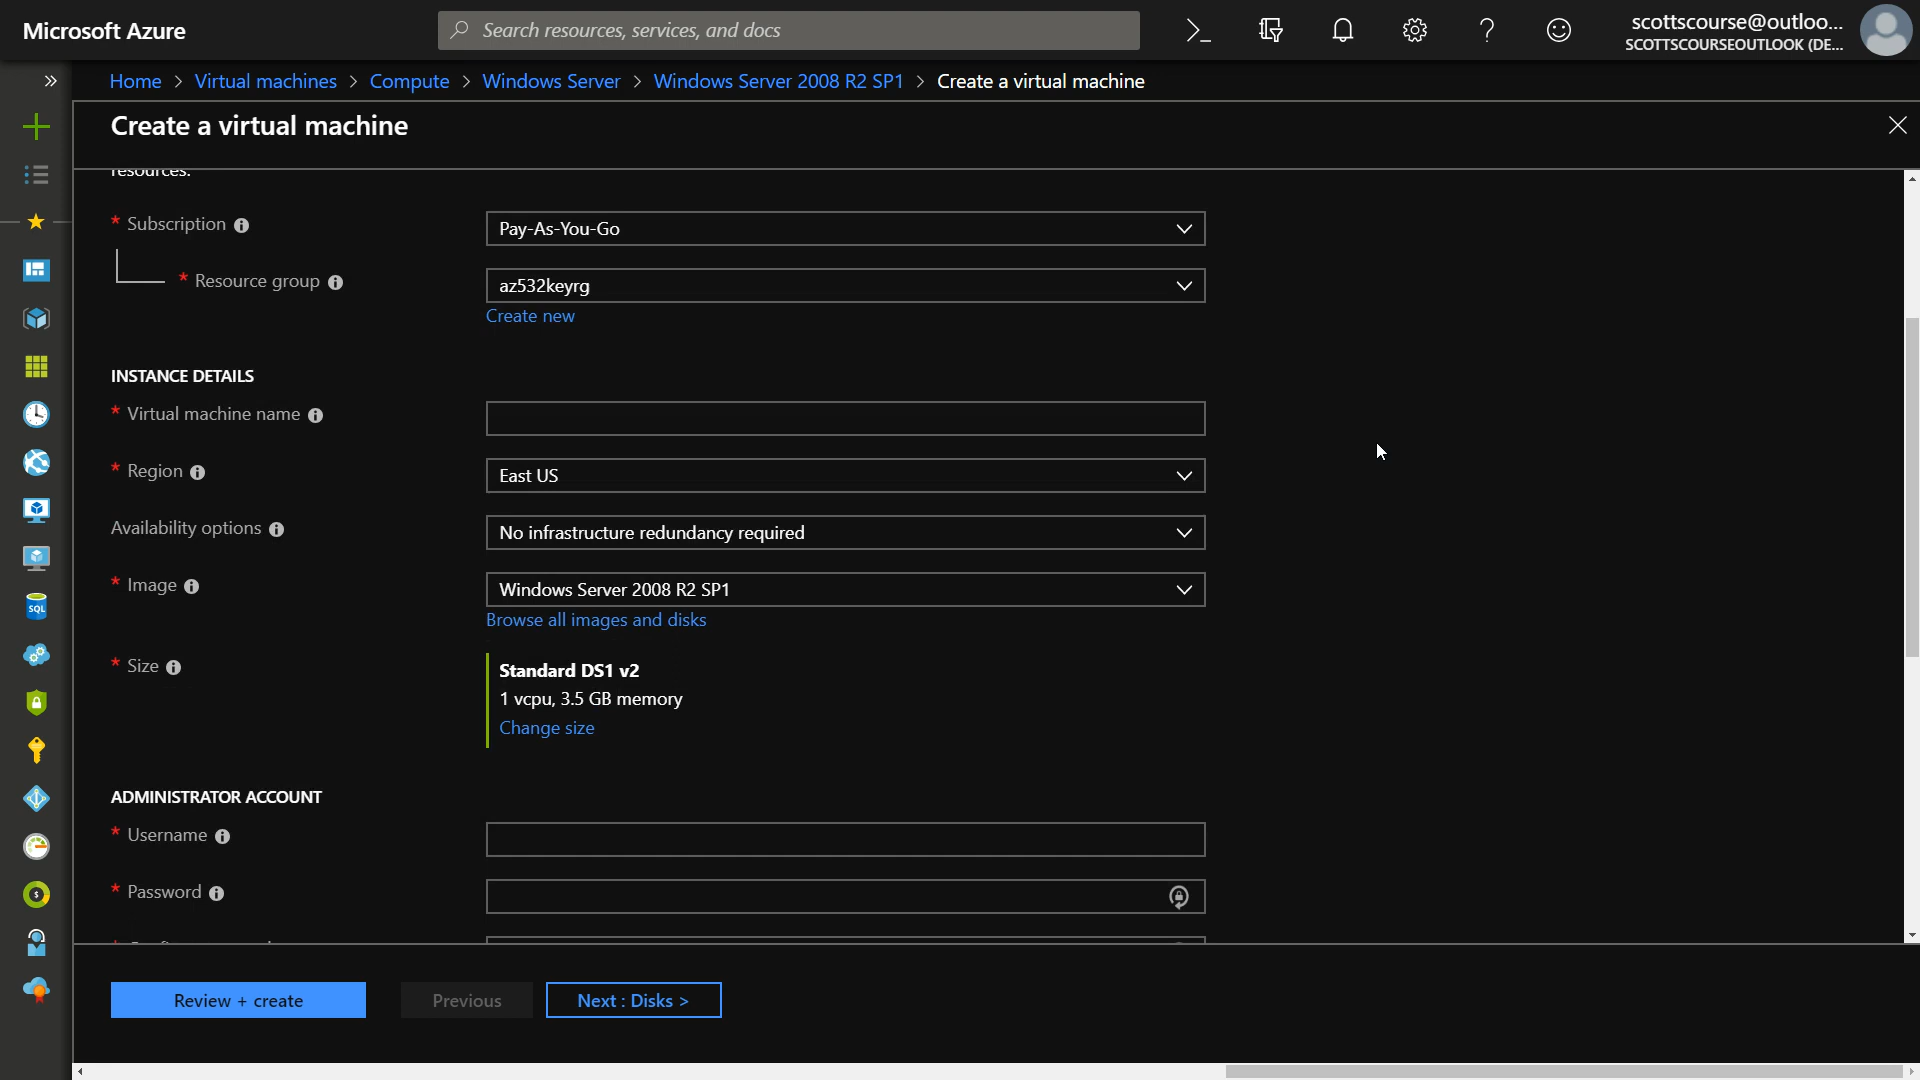 Microsoft Azure
Search resources, services, and docs
scottscourse@outloo...
SCOTTSCOURSEOUTLOOK (DE...
Home > Virtual machines > Compute > Windows Server > Windows Server 2008 R2 SP1 > Create a virtual machine
Create a virtual machine
resources.
* Subscription
Pay-As-You-Go
* Resource group
az532keyrg
Create new
INSTANCE DETAILS
* Virtual machine name
* Region
East US
Availability options
No infrastructure redundancy required
* Image
Windows Server 2008 R2 SP1
Browse all images and disks
* Size
Standard DS1 v2
1 vcpu, 3.5 GB memory
Change size
ADMINISTRATOR ACCOUNT
* Username
* Password
Review + create
Previous
Next : Disks >